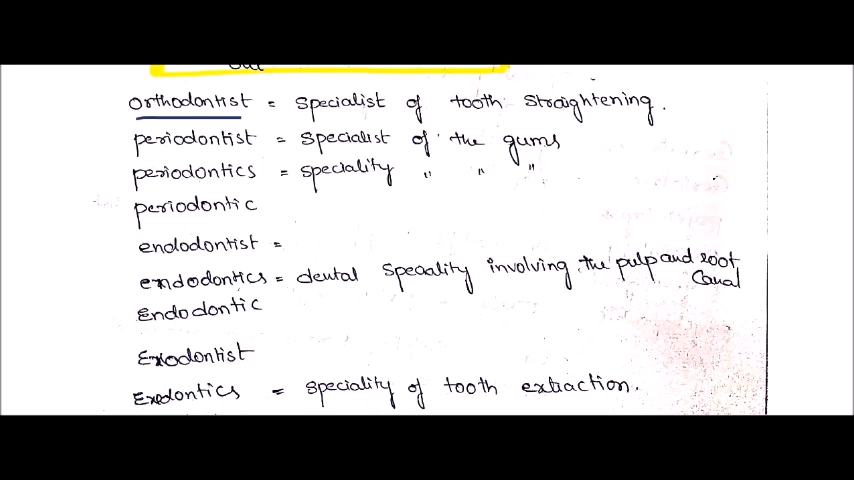 Orthodontist = specialist of tooth straightening.
periodontist = specialist of the gums
periodontics = speciality " " "
periodontic
endodontist =
endodontics = dental speciality involving the pulp and root canal
Endodontic
Exodontist
Exodontics = speciality of tooth extraction.